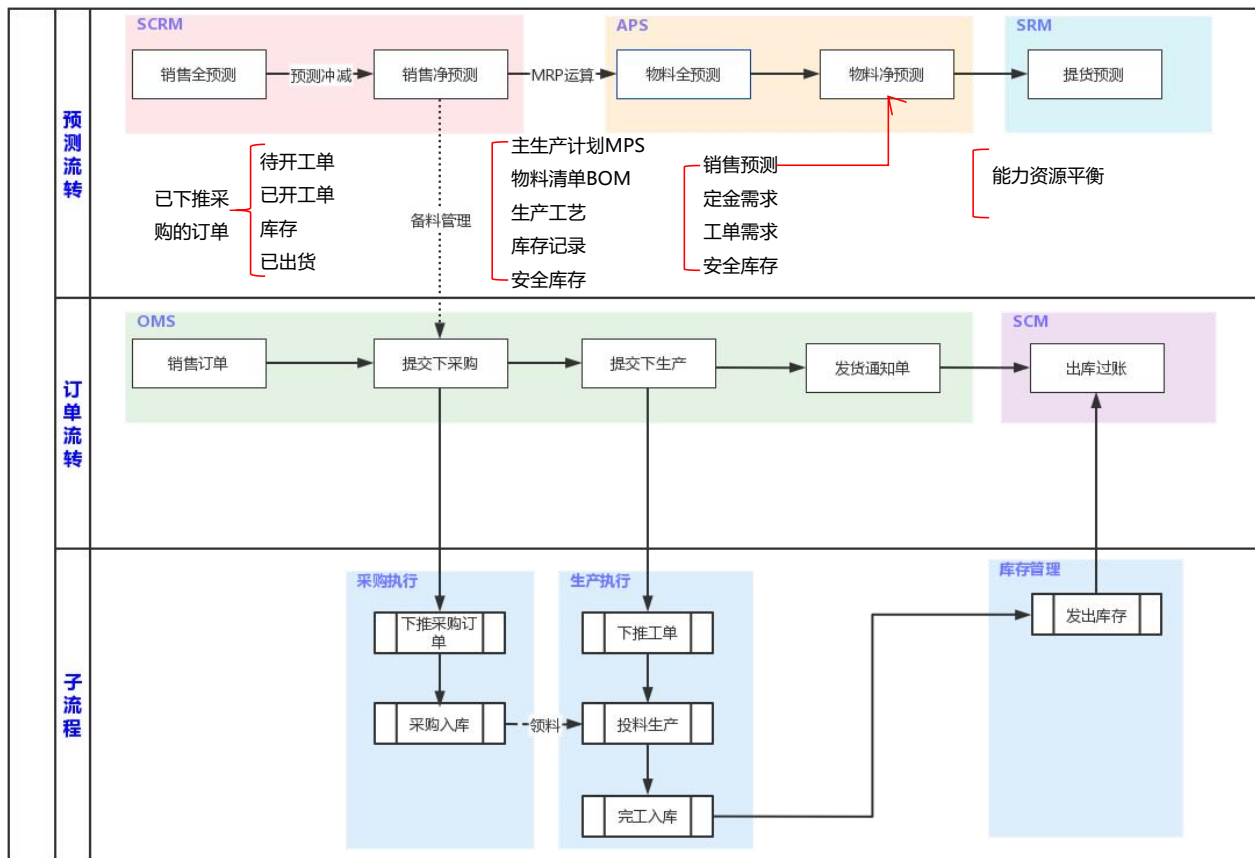 SCRM
APS
SRM
销售全预测
预测冲减
销售净预测
MRP运算
物料全预测
物料净预测
提货预测
预测流转
已下推采
购的订单
待开工单
已开工单
库存
已出货
备料管理
主生产计划MPS
物料清单BOM
生产工艺
库存记录
安全库存
销售预测
定金需求
工单需求
安全库存
能力资源平衡
OMS
SCM
订单流转
销售订单
提交下采购
提交下生产
发货通知单
出库过账
子流程
采购执行
生产执行
库存管理
下推采购订
单
下推工单
发出库存
采购入库
领料
投料生产
完工入库